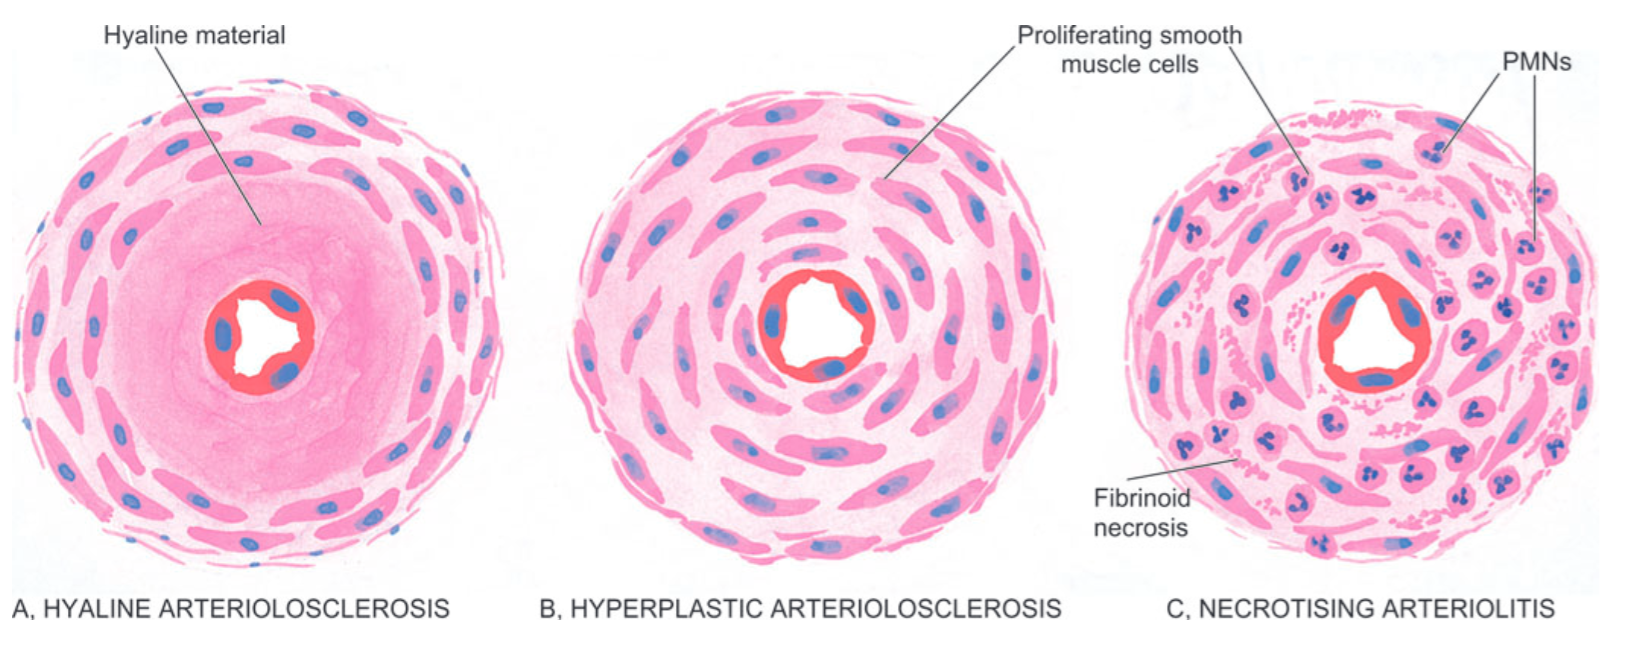 Hyaline material
Proliferating smooth
muscle cells
PMNs
Fibrinoid
necrosis
A, HYALINE ARTERIOLOSCLEROSIS
B, HYPERPLASTIC ARTERIOLOSCLEROSIS
C, NECROTISING ARTERIOLITIS